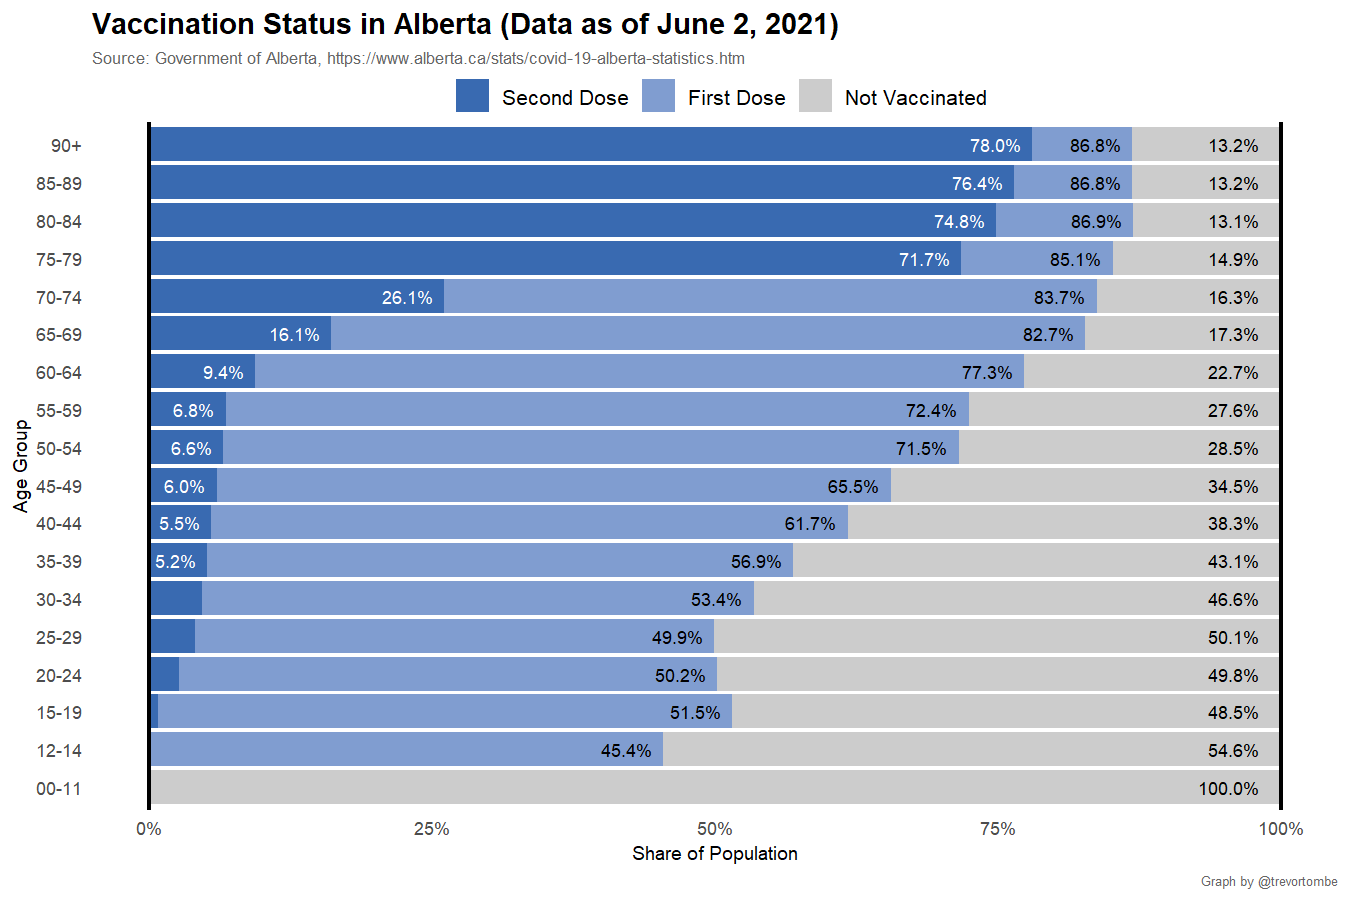 Vaccination Status in Alberta (Data as of June 2, 2021)
Source: Government of Alberta, https://www.alberta.ca/stats/covid-19-alberta-statistics.htm
Second Dose First Dose Not Vaccinated
90+ 78.0% 86.8% 13.2%
85-89 76.4% 86.8% 13.2%
80-84 74.8% 86.9% 13.1%
75-79 71.7% 85.1% 14.9%
70-74 26.1% 83.7% 16.3%
65-69 16.1% 82.7% 17.3%
60-64 9.4% 77.3% 22.7%
55-59 6.8% 72.4% 27.6%
50-54 6.6% 71.5% 28.5%
Age Group
45-49 6.0% 65.5% 34.5%
40-44 5.5% 61.7% 38.3%
35-39 5.2% 56.9% 43.1%
30-34 53.4% 46.6%
25-29 49.9% 50.1%
20-24 50.2% 49.8%
15-19 51.5% 48.5%
12-14 45.4% 54.6%
00-11 100.0%
0% 25% 50% 75% 100%
Share of Population
Graph by @trevortombe